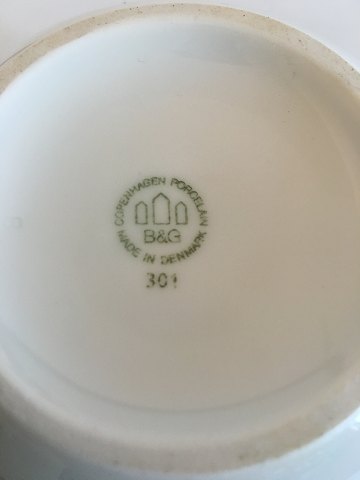 COPENHAGEN PORCELAIN
B&G
MADE IN DENMARK
301